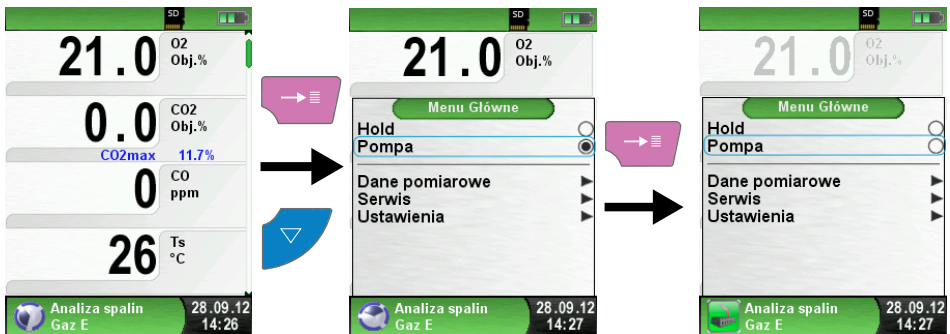 SD
21.0 O2
Obj.%
0.0 CO2
Obj.%
CO2max 11.7%
0 CO
ppm
26 Ts
°C
Analiza spalin 28.09.12
Gaz E 14:26
SD
21.0 O2
Obj.%
Menu Główne
Hold
Pompa
Dane pomiarowe
Serwis
Ustawienia
Analiza spalin 28.09.12
Gaz E 14:27
SD
21.0 O2
Obj.%
Menu Główne
Hold
Pompa
Dane pomiarowe
Serwis
Ustawienia
Analiza spalin 28.09.12
Gaz E 14:27